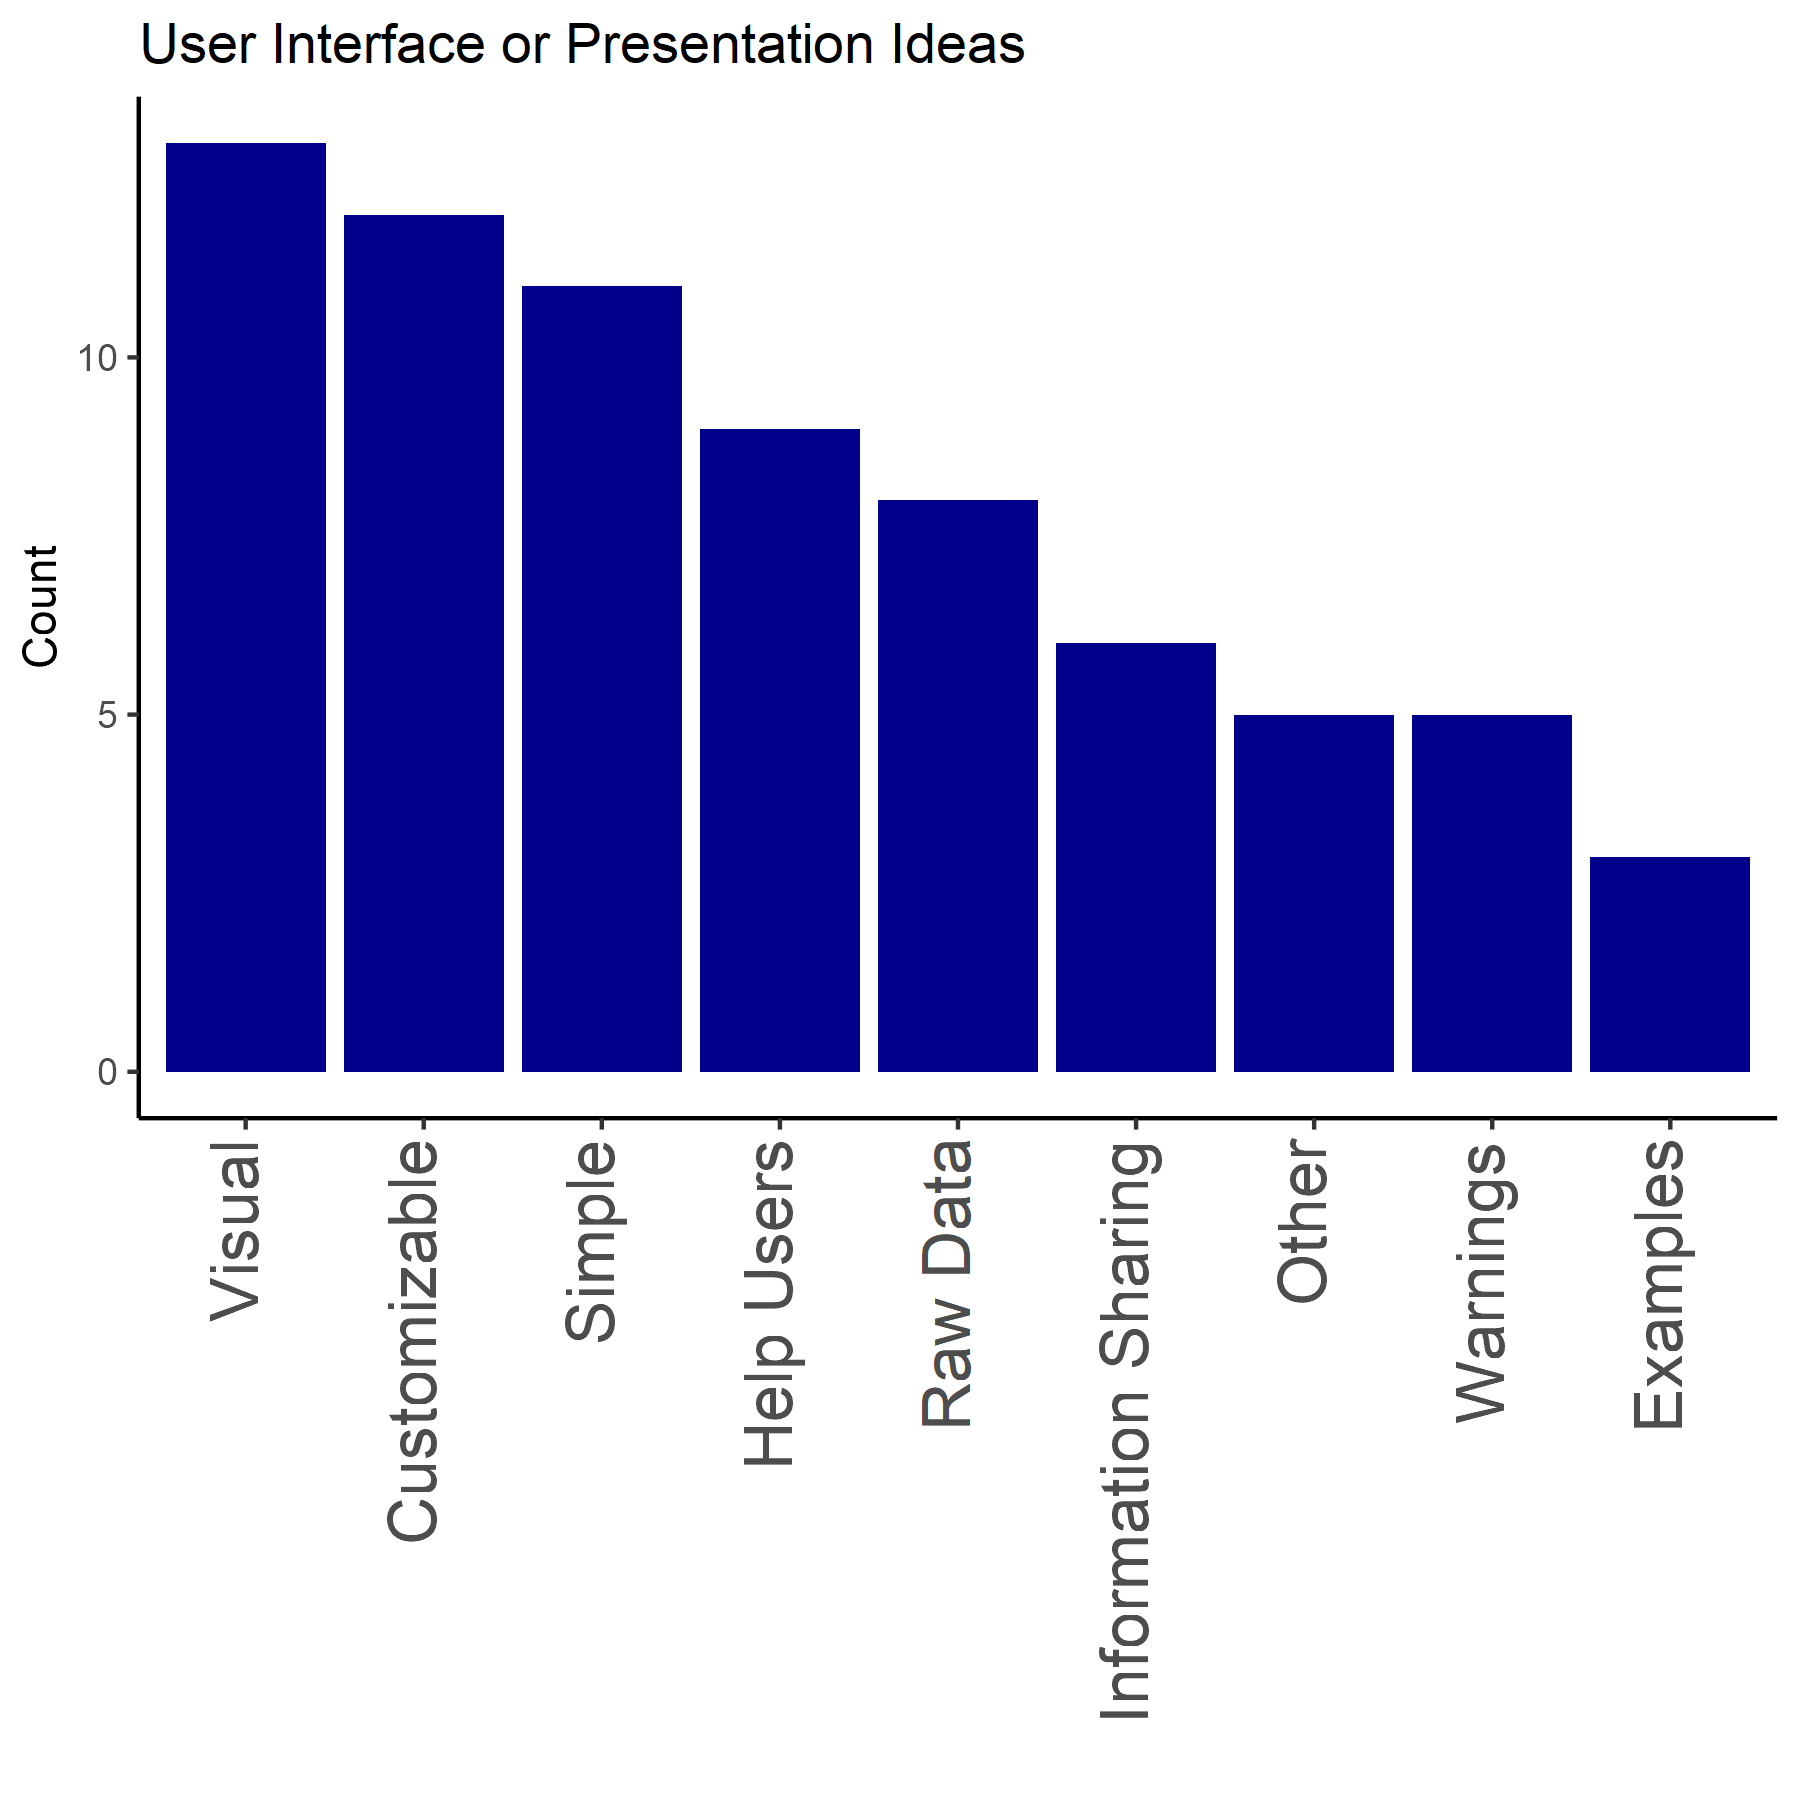 User Interface or Presentation Ideas
Count
10
5
0
Visual
Customizable
Simple
Help Users
Raw Data
Information Sharing
Other
Warnings
Examples